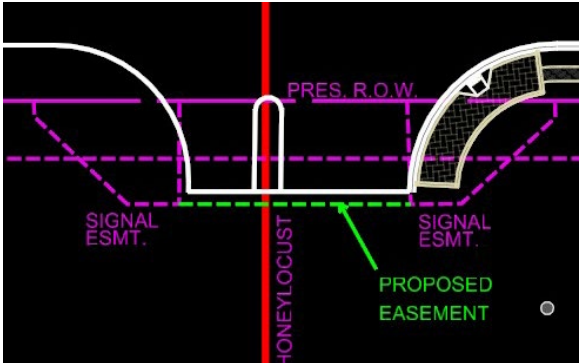 PRES. R.O.W.
SIGNAL
ESMT.
HONEYLOCUST
SIGNAL
ESMT.
PROPOSED
EASEMENT